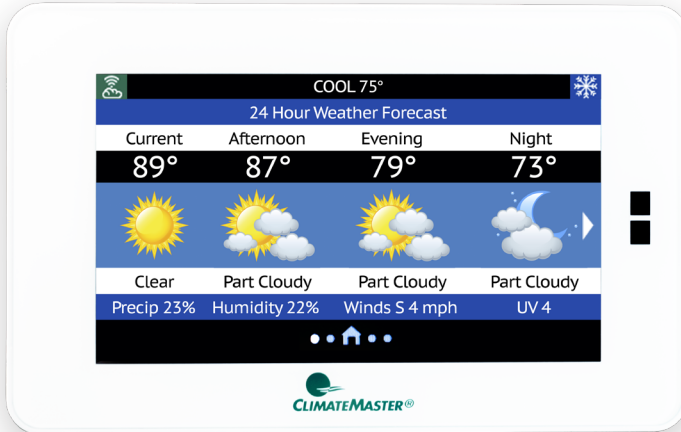 COOL 75°
24 Hour Weather Forecast
Current Afternoon Evening Night
89° 87° 79° 73°
Clear Part Cloudy Part Cloudy Part Cloudy
Precip 23% Humidity 22% Winds S 4 mph UV 4
CLIMATEMASTER®